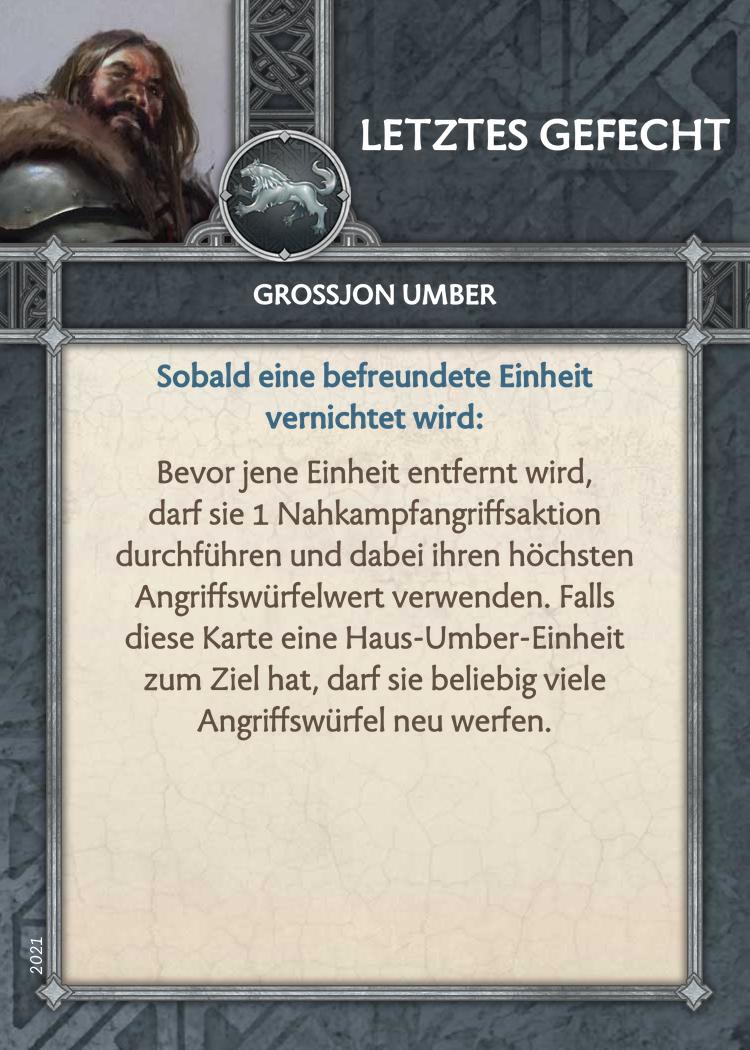 LETZTES GEFECHT
GROSSJON UMBER
Sobald eine befreundete Einheit
vernichtet wird:
Bevor jene Einheit entfernt wird,
darf sie 1 Nahkampfangriffsaktion
durchführen und dabei ihren höchsten
Angriffswürfelwert verwenden. Falls
diese Karte eine Haus-Umber-Einheit
zum Ziel hat, darf sie beliebig viele
Angriffswürfel neu werfen.
2021